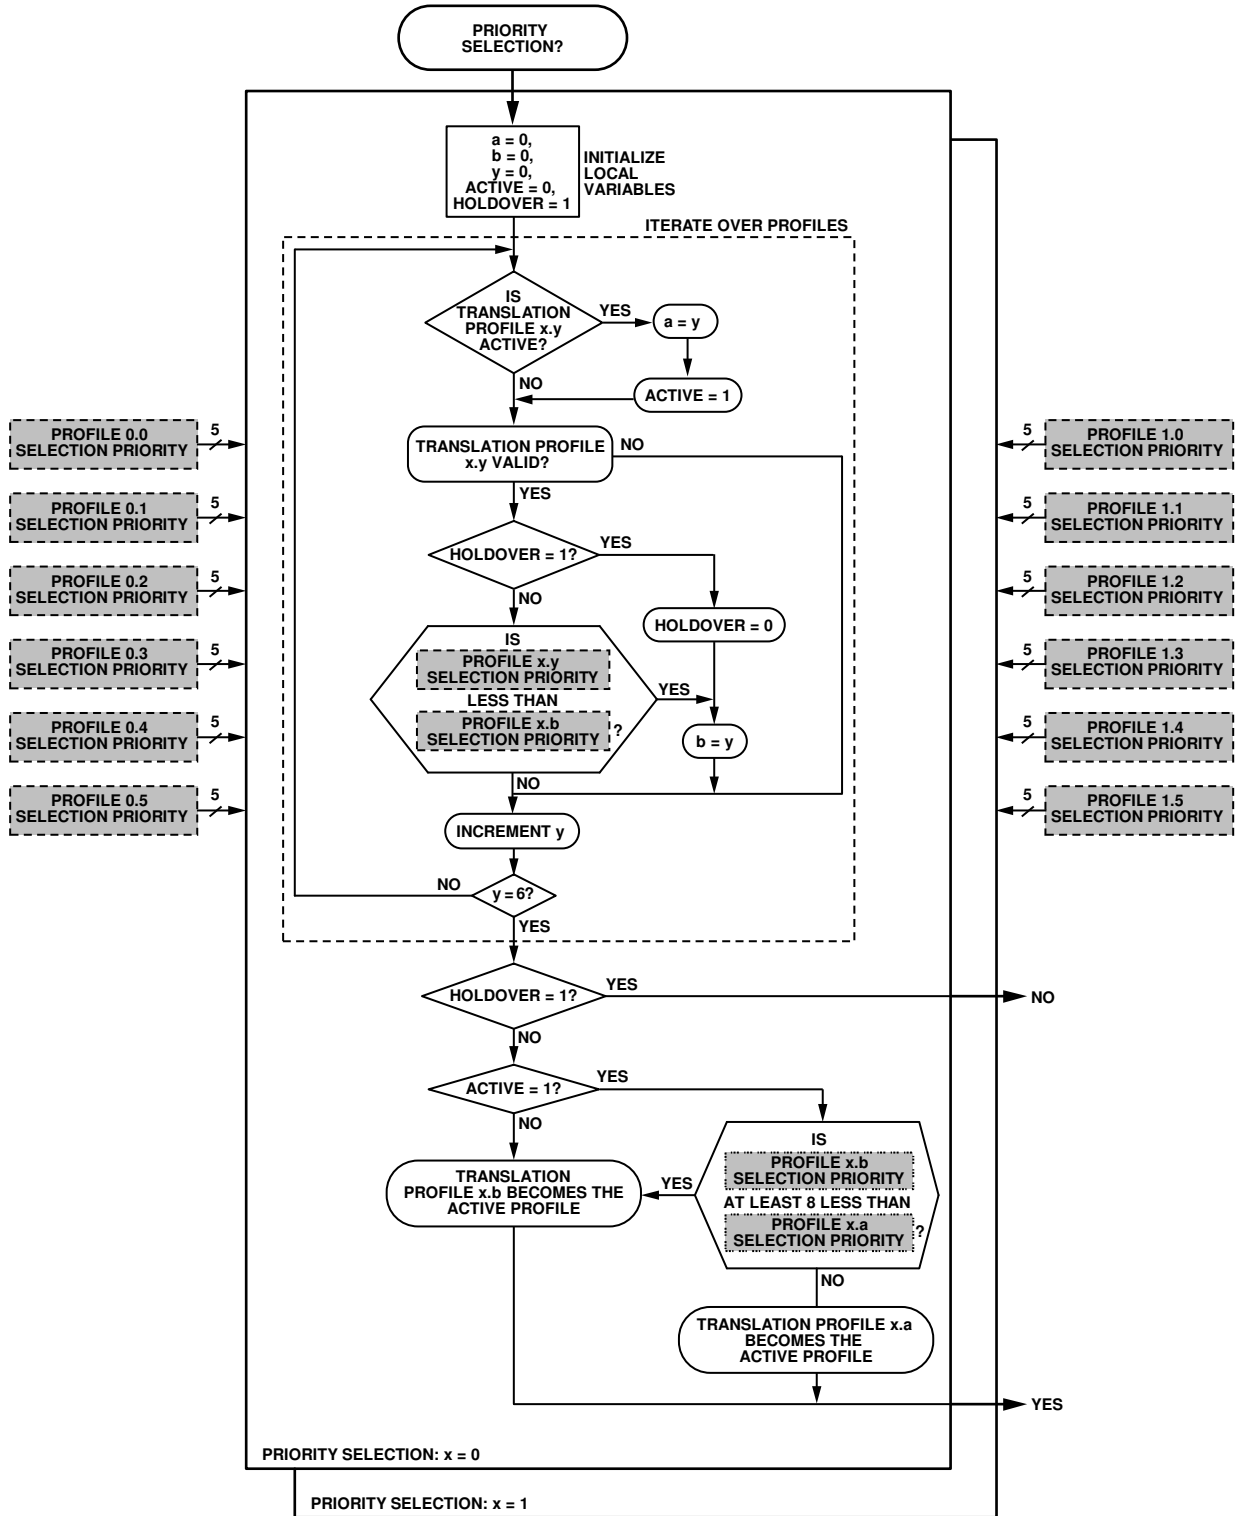 PRIORITY
SELECTION?
a = 0,
b = 0,
y = 0,
ACTIVE = 0,
HOLDOVER = 1
INITIALIZE
LOCAL
VARIABLES
ITERATE OVER PROFILES
IS
TRANSLATION
PROFILE x.y
ACTIVE?
YES
a = y
NO
ACTIVE = 1
TRANSLATION PROFILE
x.y VALID?
NO
YES
HOLDOVER = 1?
YES
NO
HOLDOVER = 0
IS
PROFILE x.y
SELECTION PRIORITY
LESS THAN
PROFILE x.b
SELECTION PRIORITY
?
YES
b = y
NO
INCREMENT y
y = 6?
NO
YES
HOLDOVER = 1?
YES
NO
NO
ACTIVE = 1?
YES
NO
TRANSLATION
PROFILE x.b BECOMES THE
ACTIVE PROFILE
YES
IS
PROFILE x.b
SELECTION PRIORITY
AT LEAST 8 LESS THAN
PROFILE x.a
SELECTION PRIORITY
?
NO
TRANSLATION PROFILE x.a
BECOMES THE
ACTIVE PROFILE
YES
PRIORITY SELECTION: x = 0
PRIORITY SELECTION: x = 1
PROFILE 0.0
SELECTION PRIORITY
5
PROFILE 0.1
SELECTION PRIORITY
5
PROFILE 0.2
SELECTION PRIORITY
5
PROFILE 0.3
SELECTION PRIORITY
5
PROFILE 0.4
SELECTION PRIORITY
5
PROFILE 0.5
SELECTION PRIORITY
5
5
PROFILE 1.0
SELECTION PRIORITY
5
PROFILE 1.1
SELECTION PRIORITY
5
PROFILE 1.2
SELECTION PRIORITY
5
PROFILE 1.3
SELECTION PRIORITY
5
PROFILE 1.4
SELECTION PRIORITY
5
PROFILE 1.5
SELECTION PRIORITY